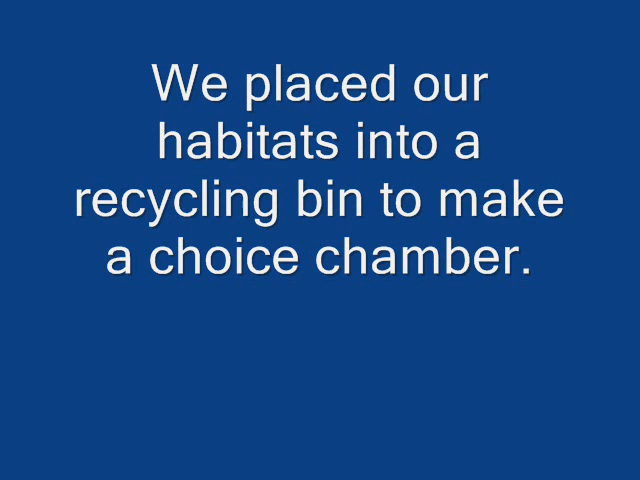 We placed our
habitats into a
recycling bin to make
a choice chamber.